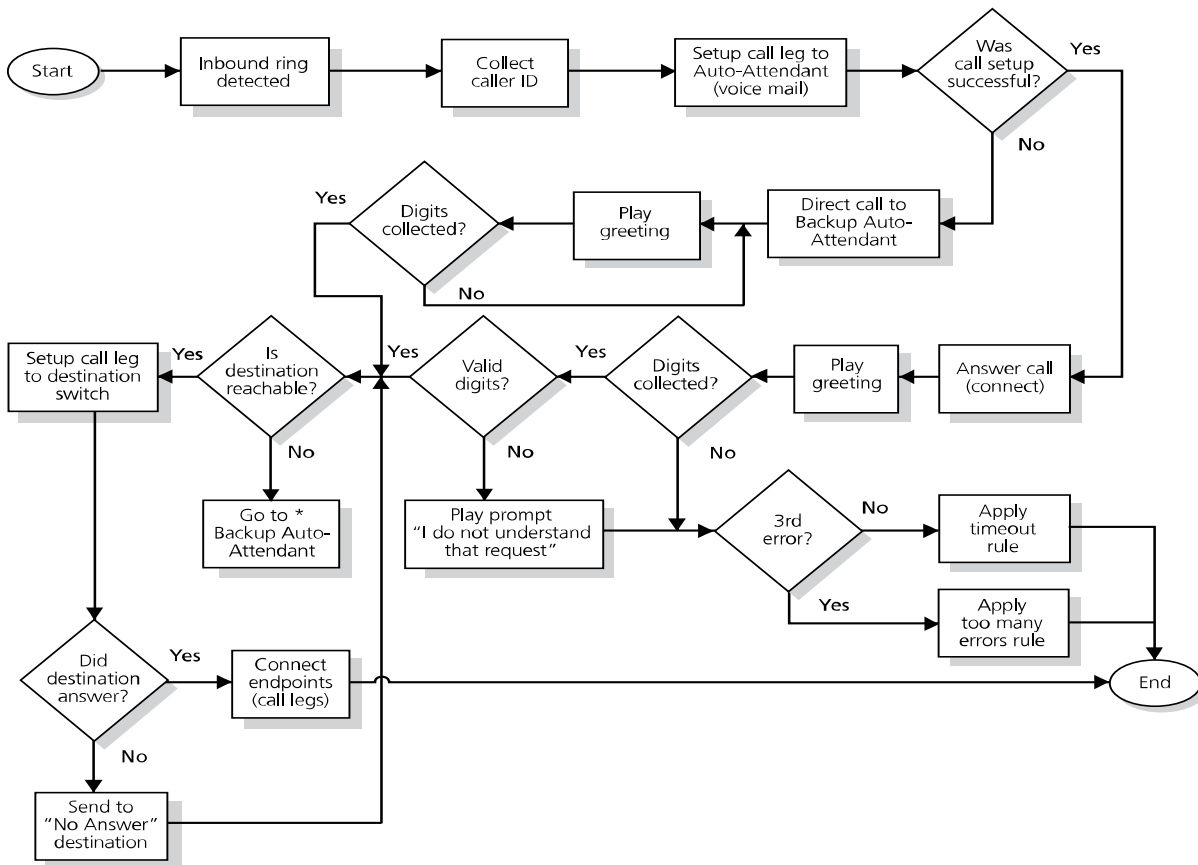 Start
Inbound ring
detected
Collect
caller ID
Setup call leg to
Auto-Attendant
(voice mail)
Was
call setup
successful?
Yes
No
Yes
Digits
collected?
Play
greeting
Direct call to
Backup Auto-
Attendant
No
Setup call leg
to destination
switch
Yes
Is
destination
reachable?
Yes
Valid
digits?
Yes
Digits
collected?
Play
greeting
Answer call
(connect)
No
No
No
Go to *
Backup Auto-
Attendant
Play prompt
“I do not understand
that request”
3rd
error?
No
Apply
timeout
rule
Yes
Apply
too many
errors rule
Did
destination
answer?
Yes
Connect
endpoints
(call legs)
End
No
Send to
“No Answer”
destination